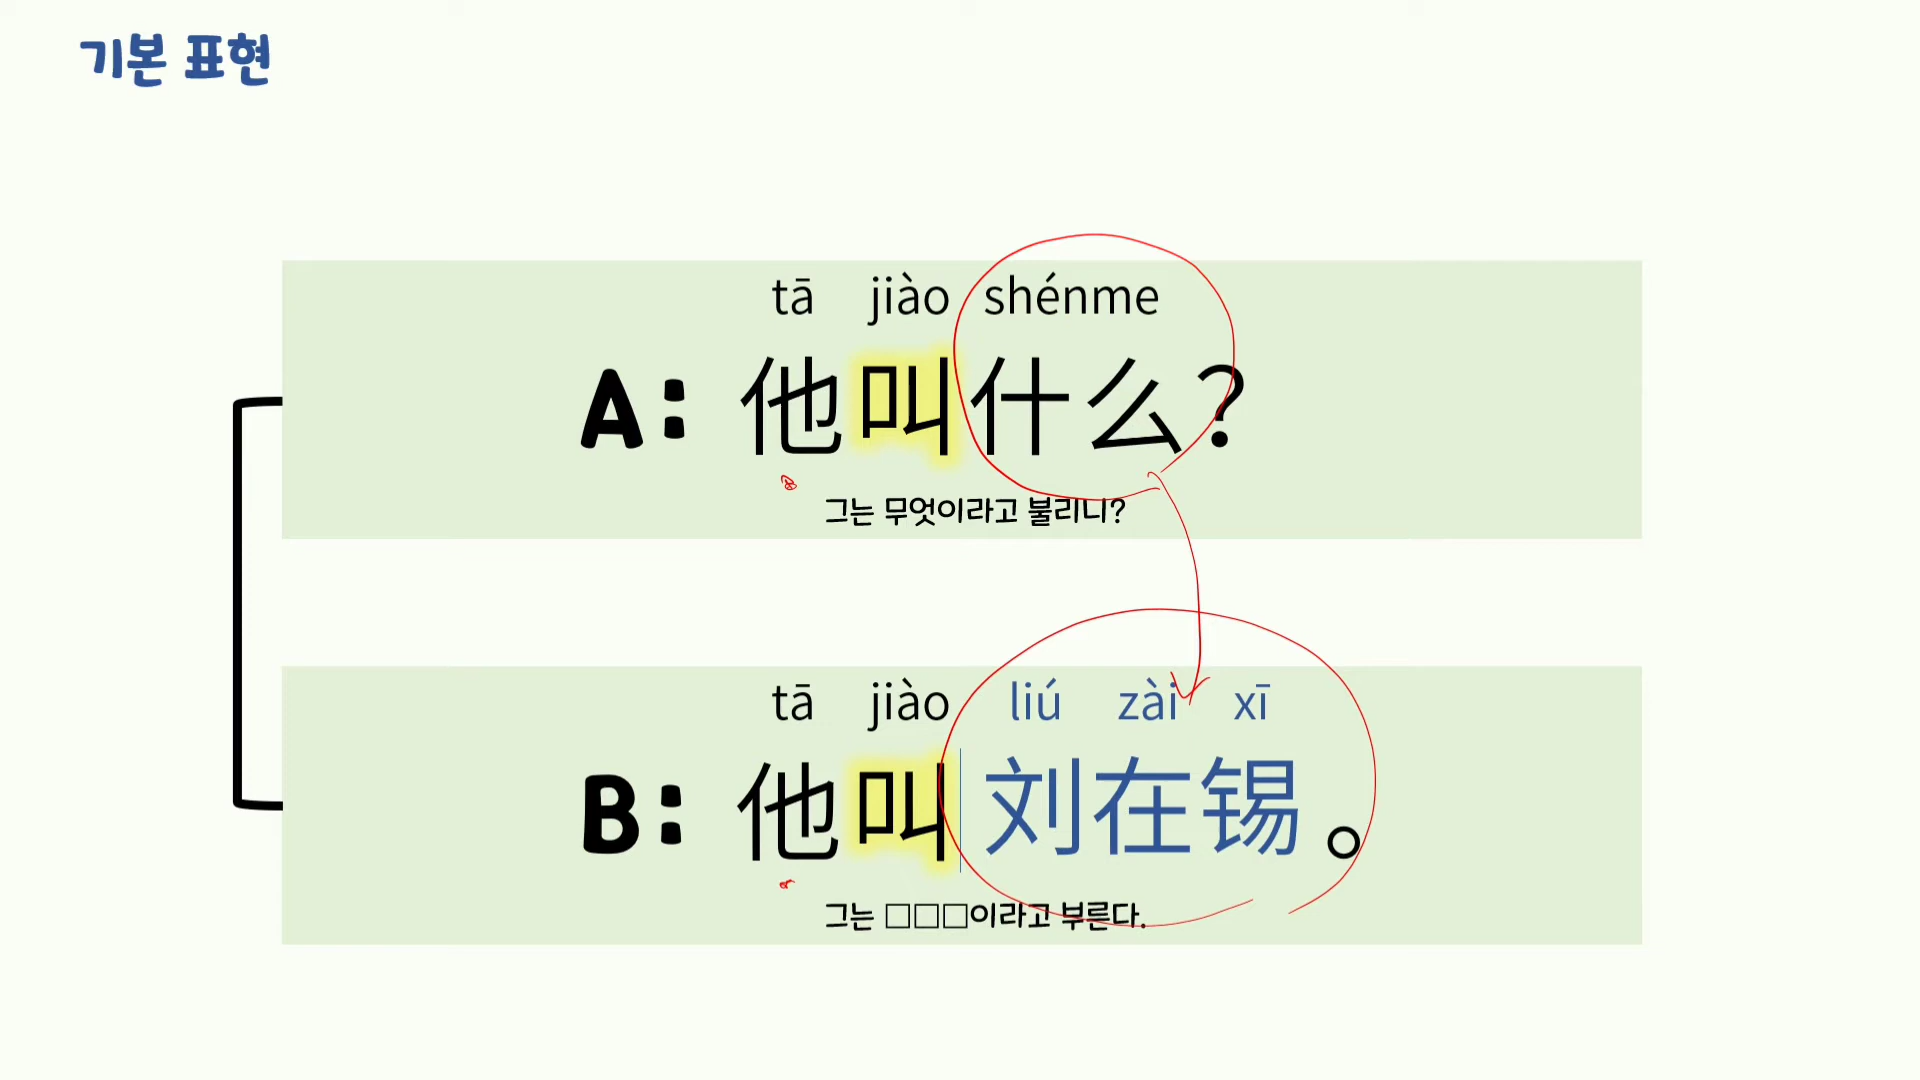 기본 표현
tā jiào shénme
A: 他叫什么?
그는 무엇이라고 불리니?
tā jiào liú zài xī
B: 他叫 刘在锡。
그는 □□□이라고 부른다.